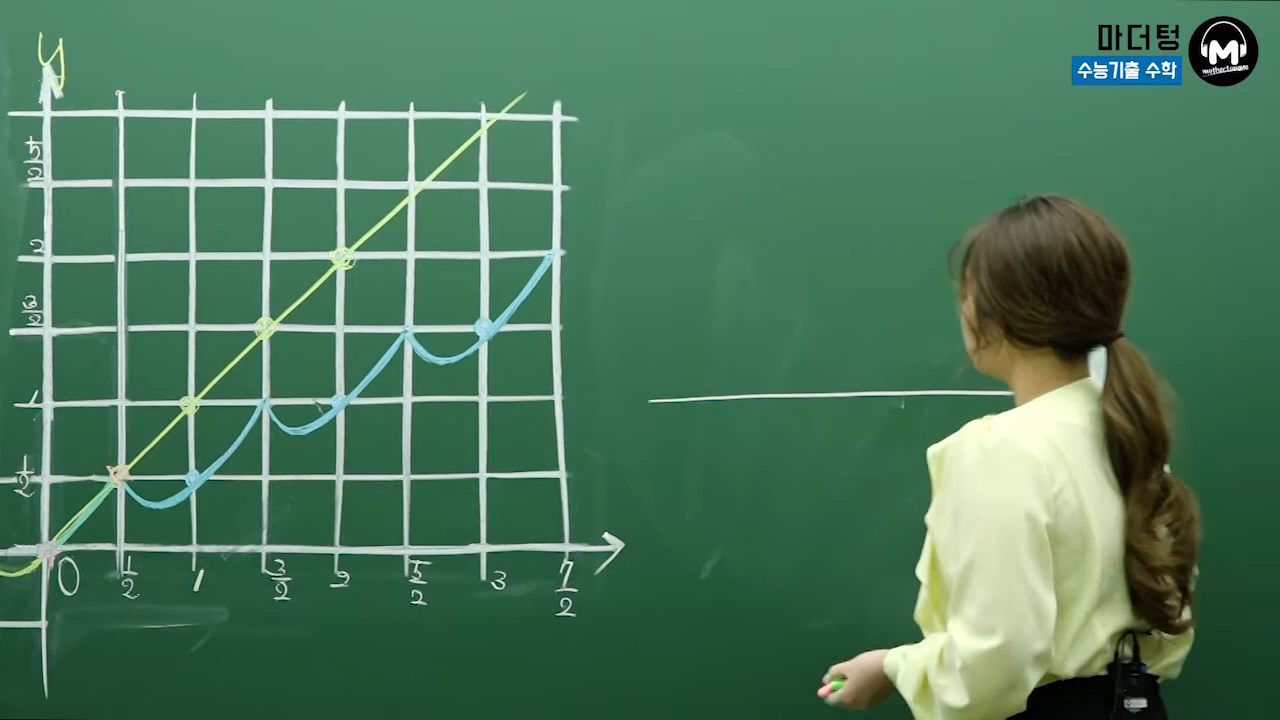 마더텅
수능기출 수학
M
mothertongue
y
5/2
2
3/2
1
1/2
0 1/2 1 3/2 2 5/2 3 7/2